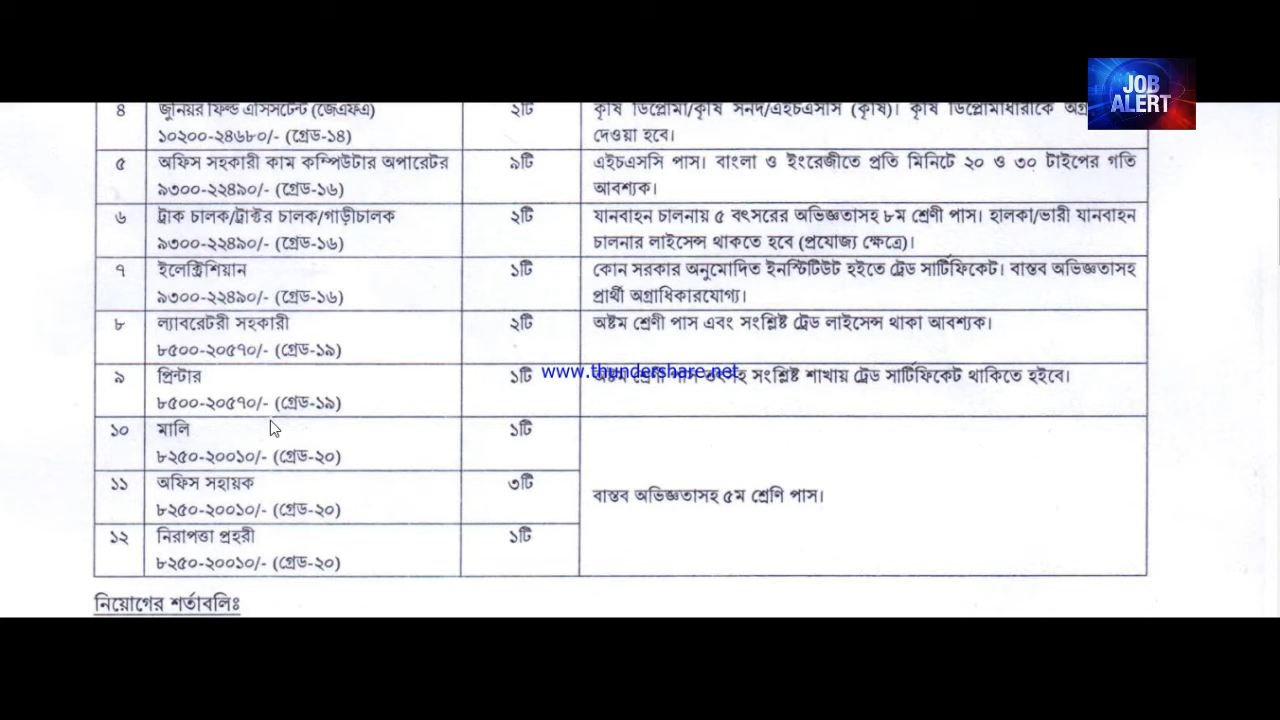 JOB
ALERT
৪ জুনিয়র ফিল্ড এসিসটেন্ট (জেএফএ) ২টি কৃষি ডিপ্লোমা/কৃষি সনদ/এইচএসসি (কৃষি)। কৃষি ডিপ্লোমাধারীকে
১০২০০-২৪৬৮০/- (গ্রেড-১৪) দেওয়া হবে।
৫ অফিস সহকারী কাম কম্পিউটার অপারেটর ৯টি এইচএসসি পাস। বাংলা ও ইংরেজীতে প্রতি মিনিটে ২০ ও ৩০ টাইপের গতি
৯৩০০-২২৪৯০/- (গ্রেড-১৬) আবশ্যক।
৬ ট্রাক চালক/ট্রাক্টর চালক/গাড়ীচালক ২টি যানবাহন চালনায় ৫ বৎসরের অভিজ্ঞতাসহ ৮ম শ্রেণী পাস। হালকা/ভারী যানবাহন
৯৩০০-২২৪৯০/- (গ্রেড-১৬) চালনার লাইসেন্স থাকতে হবে (প্রযোজ্য ক্ষেত্রে)।
৭ ইলেক্ট্রিশিয়ান ১টি কোন সরকার অনুমোদিত ইনস্টিটিউট হইতে ট্রেড সার্টিফিকেট। বাস্তব অভিজ্ঞতাসহ
৯৩০০-২২৪৯০/- (গ্রেড-১৬) প্রার্থী অগ্রাধিকারযোগ্য।
৮ ল্যাবরেটরী সহকারী ২টি অষ্টম শ্রেণী পাস এবং সংশ্লিষ্ট ট্রেড লাইসেন্স থাকা আবশ্যক।
৮৫০০-২০৫৭০/- (গ্রেড-১৯)
www.thundershare.net
৯ প্রিন্টার ১টি অষ্টম শ্রেণী পাস তৎসহ সংশ্লিষ্ট শাখায় ট্রেড সার্টিফিকেট থাকিতে হইবে।
৮৫০০-২০৫৭০/- (গ্রেড-১৯)
১০ মালি ১টি
৮২৫০-২০০১০/- (গ্রেড-২০)
১১ অফিস সহায়ক ৩টি
বাস্তব অভিজ্ঞতাসহ ৫ম শ্রেণি পাস।
৮২৫০-২০০১০/- (গ্রেড-২০)
১২ নিরাপত্তা প্রহরী ১টি
৮২৫০-২০০১০/- (গ্রেড-২০)
নিয়োগের শর্তাবলিঃ